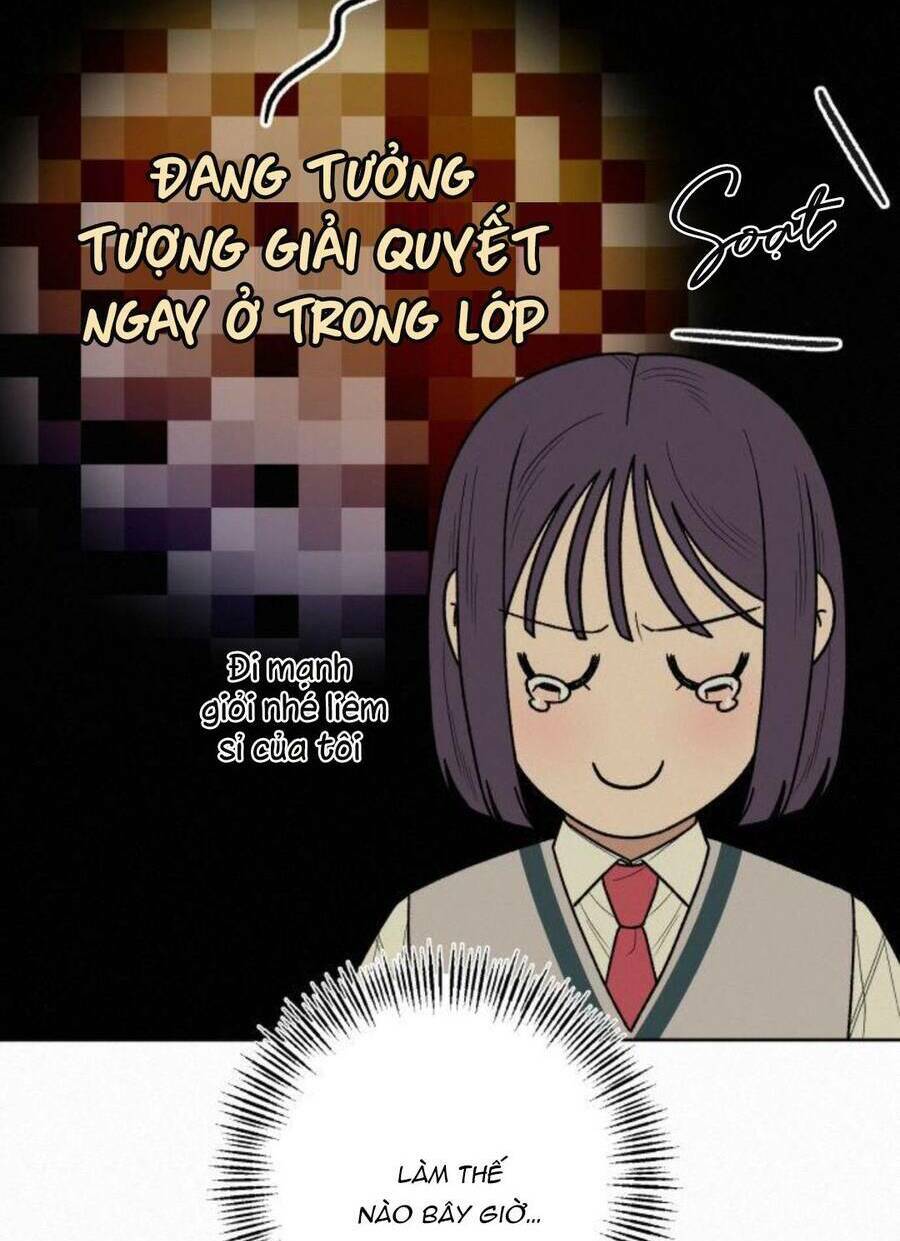 ĐANG TƯỞNG
TƯỢNG GIẢI QUYẾT
NGAY Ở TRONG LỚP
Soạt
Đi mạnh
giỏi nhé liêm
sỉ của tôi
LÀM THẾ
NÀO BÂY GIỜ...